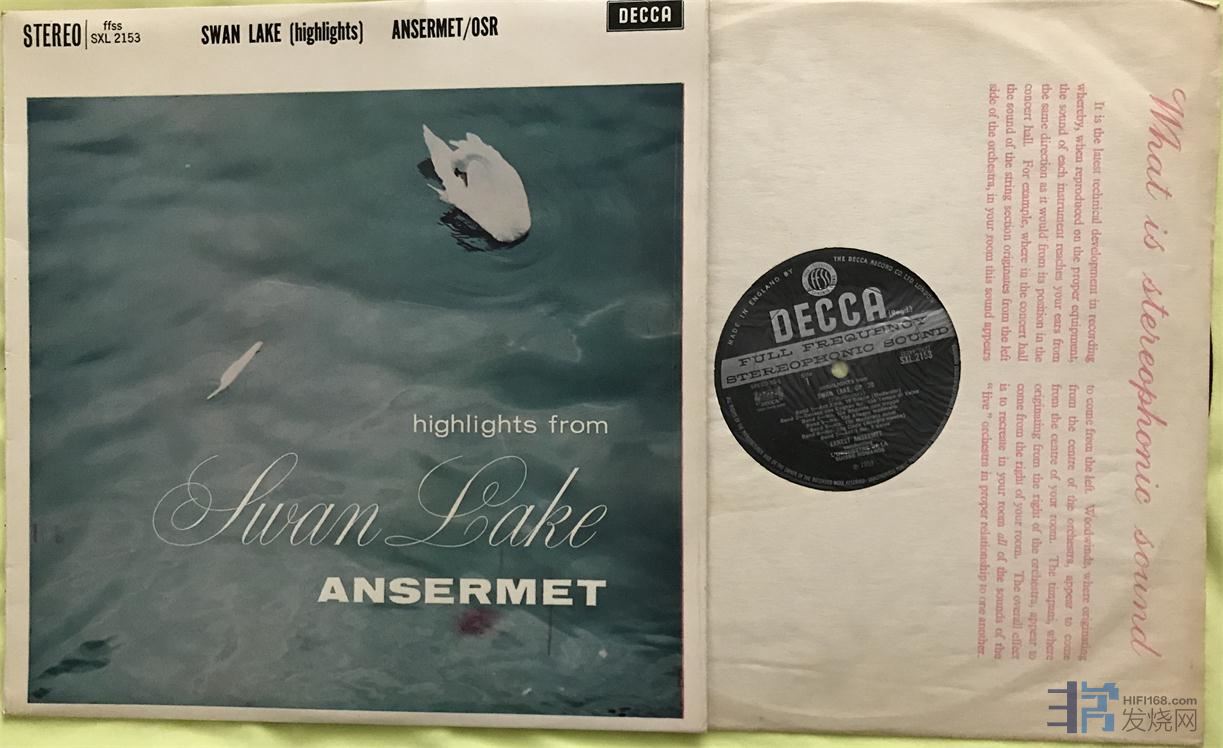 STEREO
ffss
SXL 2153
SWAN LAKE (highlights) ANSERMET/OSR
DECCA
highlights from
Swan Lake
ANSERMET
MADE IN ENGLAND BY
THE DECCA RECORD CO. LTD. LONDON
DECCA
FULL FREQUENCY
STEREOPHONIC SOUND
SXL.2153
SWAN LAKE
ERNEST ANSERMET
What is stereophonic sound
It is the latest technical development in recording
whereby, when reproduced on the proper equipment,
the sound of each instrument reaches your ears from
the same direction as it would from its position in the
concert hall. For example, where in the concert hall
the sound of the string section originates from the left
side of the orchestra, in your room this sound appears
to come from the left. Woodwinds, where originating
from the centre of the orchestra, appear to come
from the centre of your room. The timpani, where
originating from the right of the orchestra, appear to
come from the right of your room. The overall effect
is to recreate in your room all of the sounds of the
"live" orchestra in proper relationship to one another.
HIFI168.com
发烧网